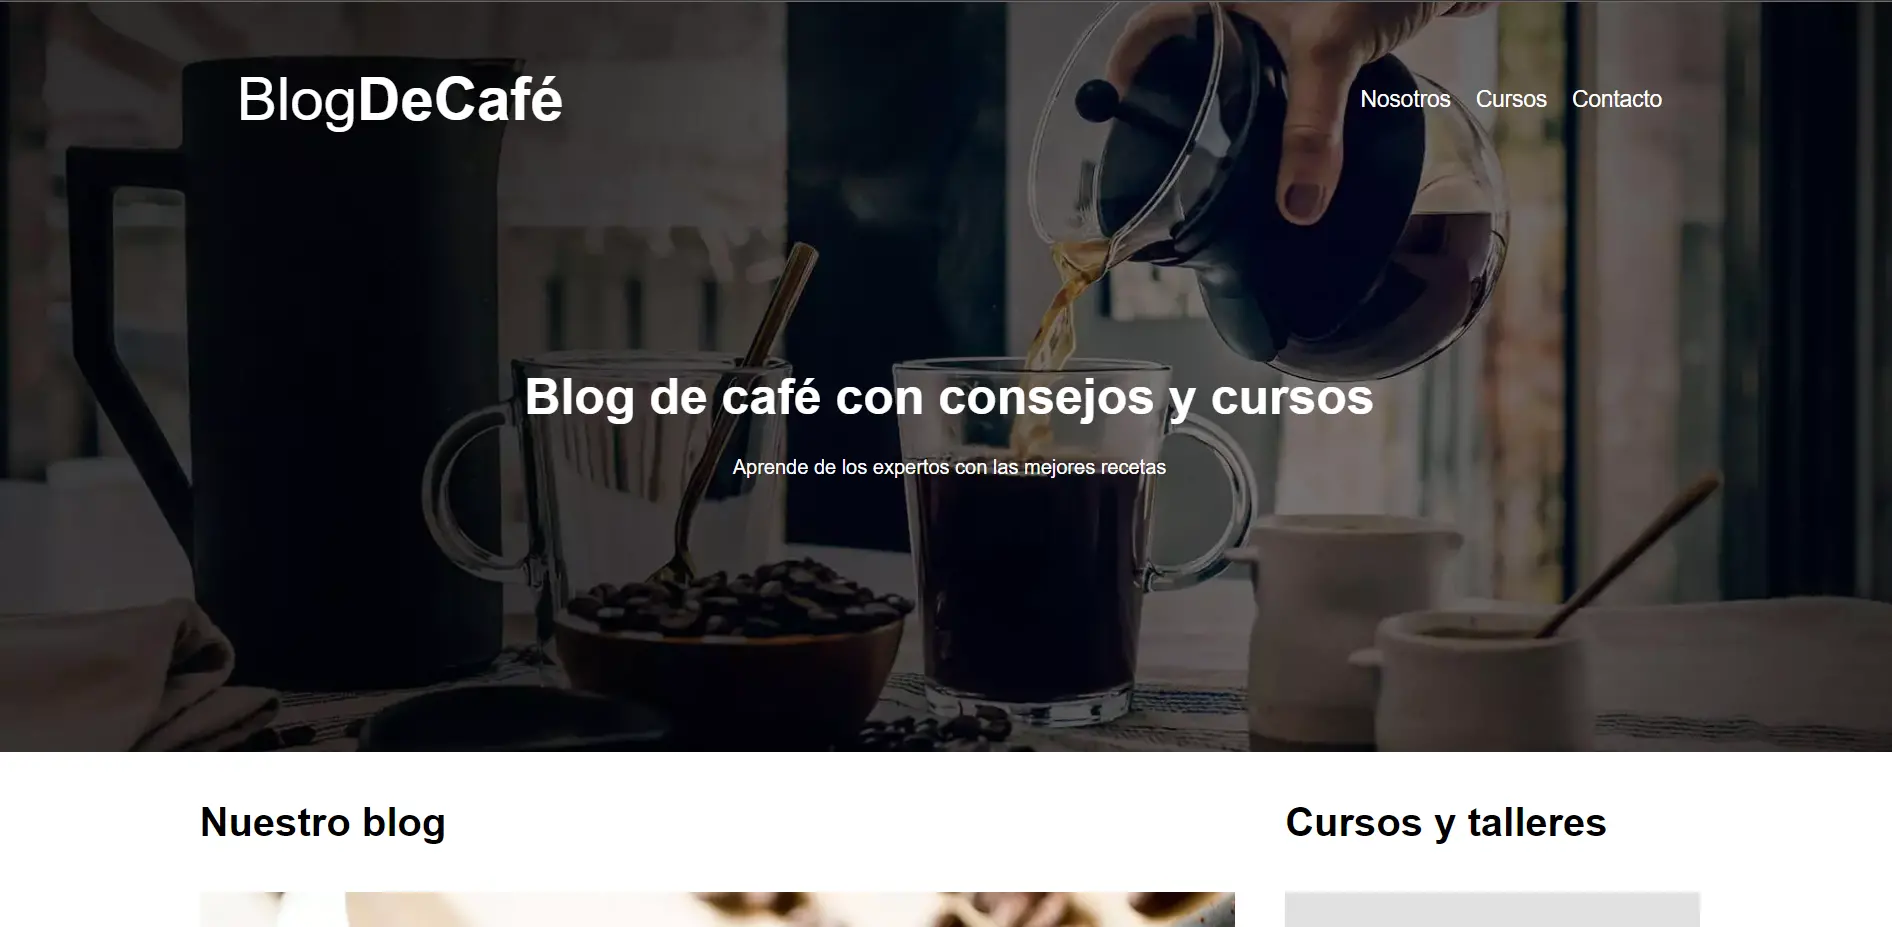 BlogDeCafé
Nosotros Cursos Contacto
Blog de café con consejos y cursos
Aprende de los expertos con las mejores recetas
Nuestro blog
Cursos y talleres